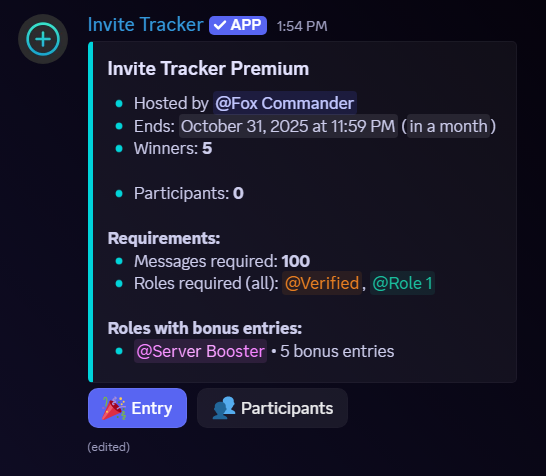 Invite Tracker ✓ APP 1:54 PM
Invite Tracker Premium
• Hosted by @Fox Commander
• Ends: October 31, 2025 at 11:59 PM (in a month)
• Winners: 5
• Participants: 0
Requirements:
• Messages required: 100
• Roles required (all): @Verified, @Role 1
Roles with bonus entries:
• @Server Booster • 5 bonus entries
🎉 Entry 👥 Participants
(edited)